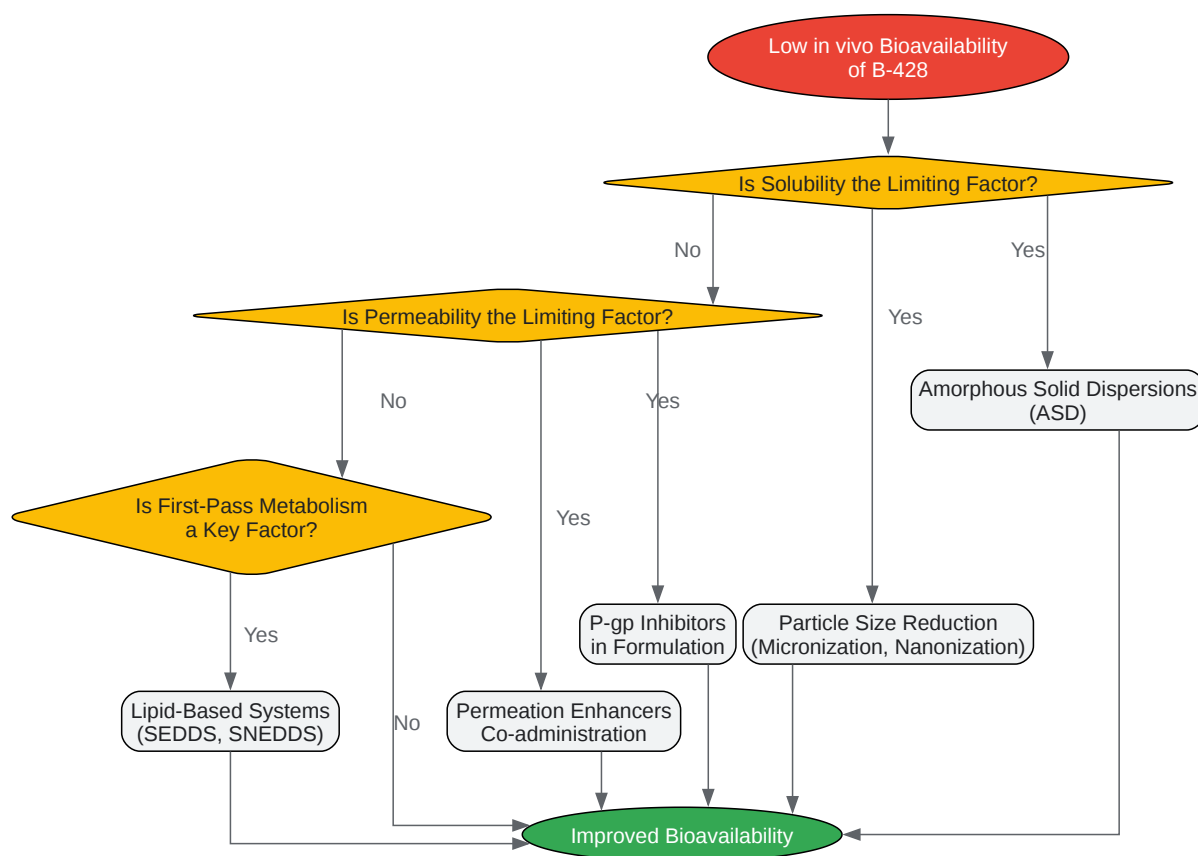 Low in vivo Bioavailability
of B-428
Is Solubility the Limiting Factor?
No
Yes
Is Permeability the Limiting Factor?
Yes
Amorphous Solid Dispersions
(ASD)
No
Yes
Is First-Pass Metabolism
a Key Factor?
Yes
P-gp Inhibitors
in Formulation
Particle Size Reduction
(Micronization, Nanonization)
Yes
Lipid-Based Systems
(SEDDS, SNEDDS)
No
Permeation Enhancers
Co-administration
Improved Bioavailability